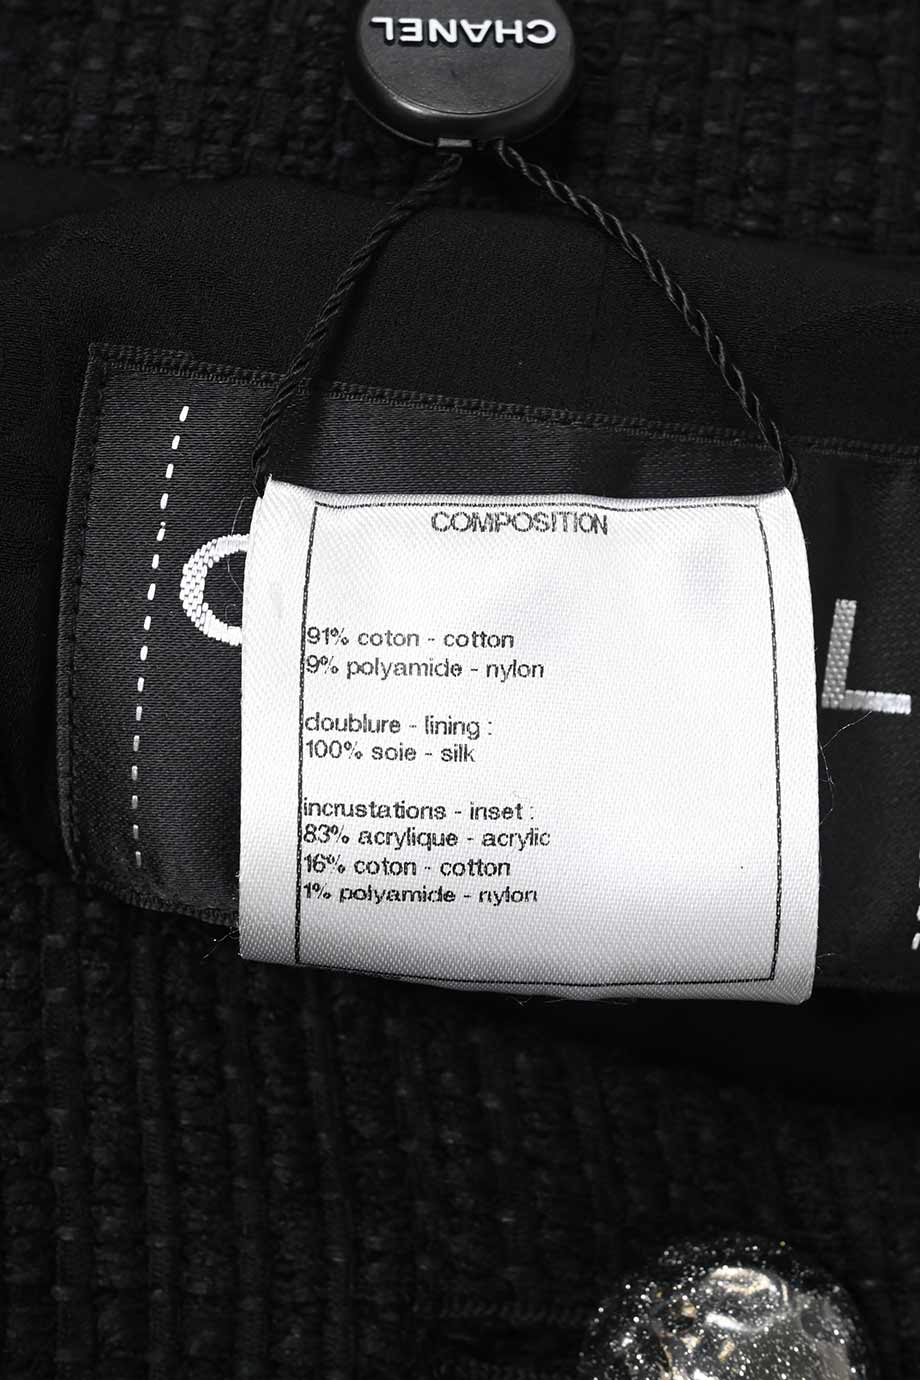 CHANEL
COMPOSITION
91% coton - cotton
9% polyamide - nylon
doublure - lining :
100% soie - silk
incrustations - inset :
83% acrylique - acrylic
16% coton - cotton
1% polyamide - nylon
C
L